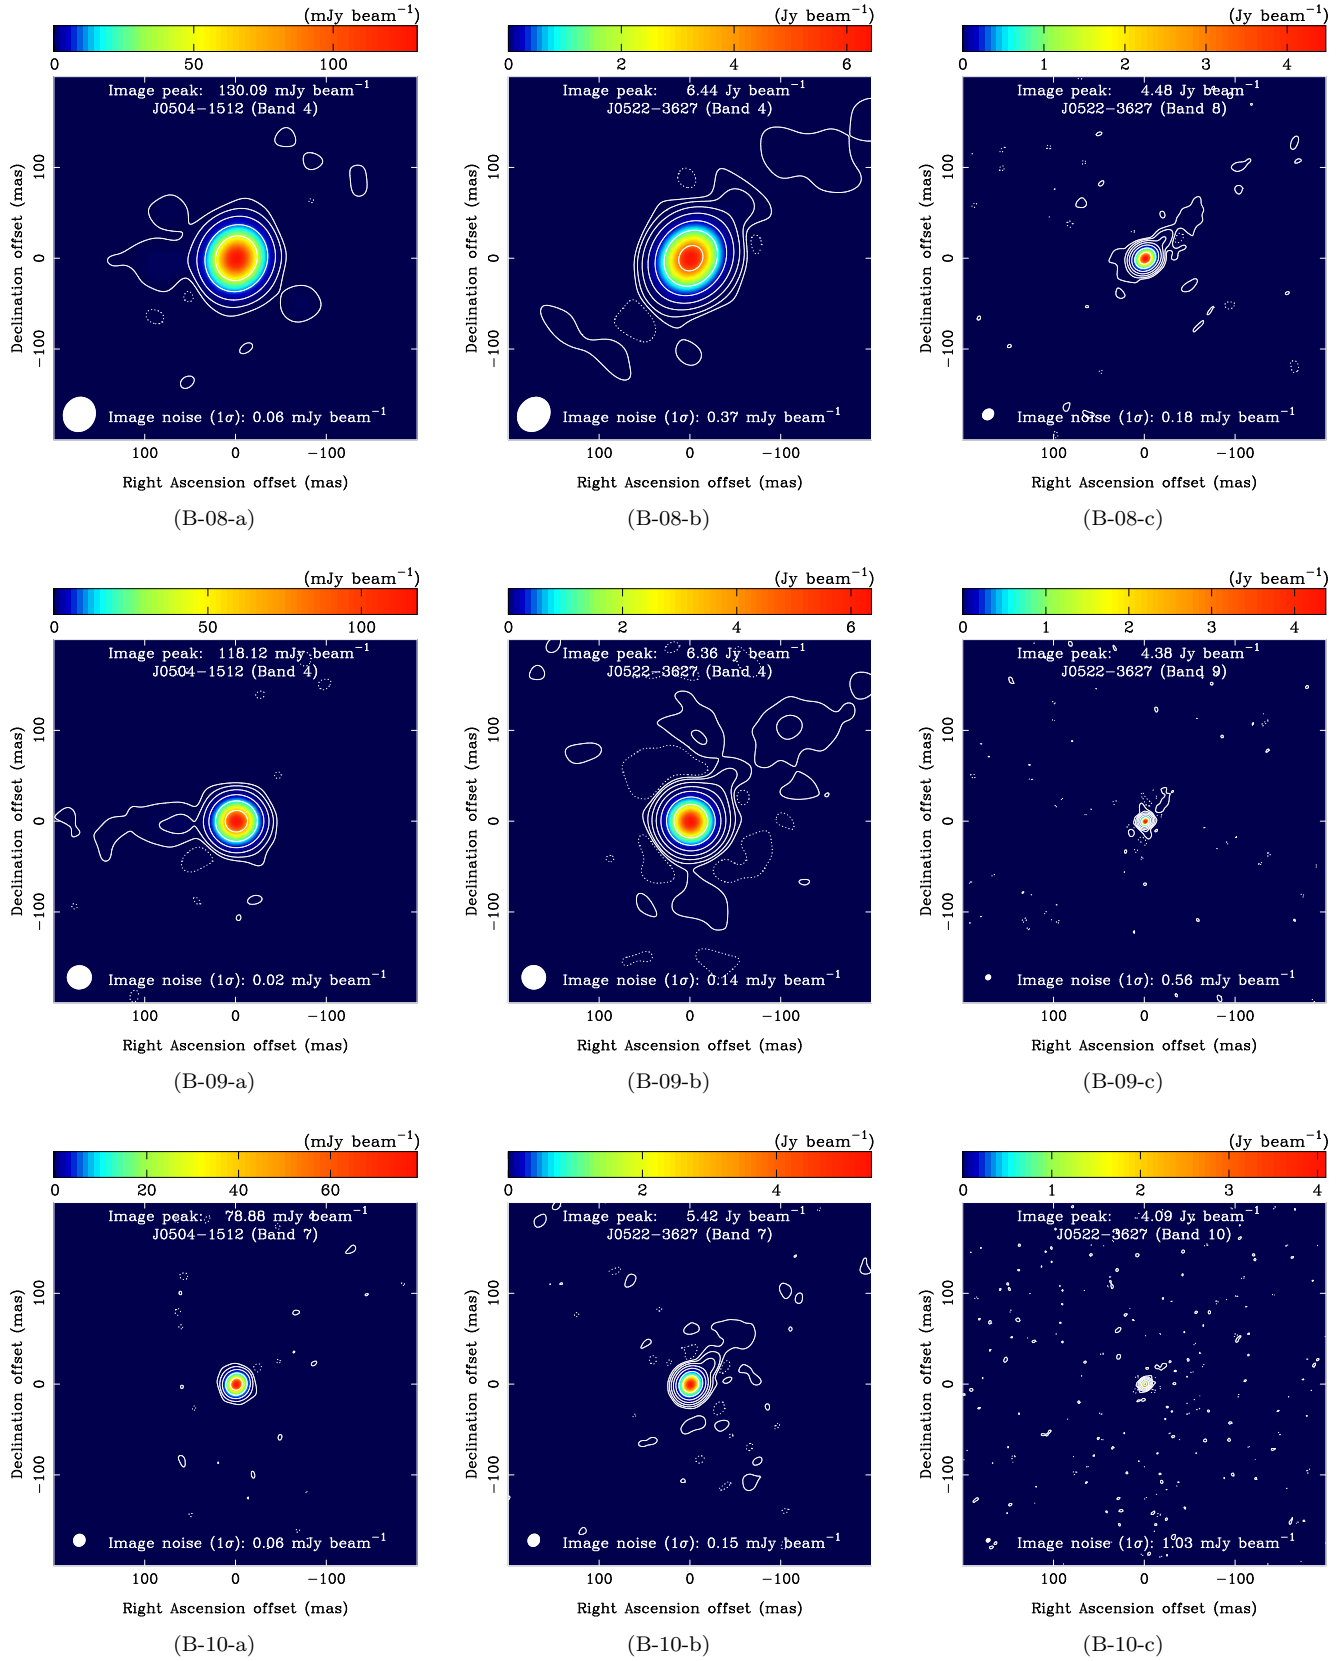 (mJy beam−1)
0 50 100
Image peak: 130.09 mJy beam−1
J0504−1512 (Band 4)
Declination offset (mas)
100
0
−100
Image noise (1σ): 0.06 mJy beam−1
100 0 −100
Right Ascension offset (mas)
(B-08-a)
(Jy beam−1)
0 2 4 6
Image peak: 6.44 Jy beam−1
J0522−3627 (Band 4)
Declination offset (mas)
100
0
−100
Image noise (1σ): 0.37 mJy beam−1
100 0 −100
Right Ascension offset (mas)
(B-08-b)
(Jy beam−1)
0 1 2 3 4
Image peak: 4.48 Jy beam−1
J0522−3627 (Band 8)
Declination offset (mas)
100
0
−100
Image noise (1σ): 0.18 mJy beam−1
100 0 −100
Right Ascension offset (mas)
(B-08-c)
(mJy beam−1)
0 50 100
Image peak: 118.12 mJy beam−1
J0504−1512 (Band 4)
Declination offset (mas)
100
0
−100
Image noise (1σ): 0.02 mJy beam−1
100 0 −100
Right Ascension offset (mas)
(B-09-a)
(Jy beam−1)
0 2 4 6
Image peak: 6.36 Jy beam−1
J0522−3627 (Band 4)
Declination offset (mas)
100
0
−100
Image noise (1σ): 0.14 mJy beam−1
100 0 −100
Right Ascension offset (mas)
(B-09-b)
(Jy beam−1)
0 1 2 3 4
Image peak: 4.38 Jy beam−1
J0522−3627 (Band 9)
Declination offset (mas)
100
0
−100
Image noise (1σ): 0.56 mJy beam−1
100 0 −100
Right Ascension offset (mas)
(B-09-c)
(mJy beam−1)
0 20 40 60
Image peak: 78.88 mJy beam−1
J0504−1512 (Band 7)
Declination offset (mas)
100
0
−100
Image noise (1σ): 0.06 mJy beam−1
100 0 −100
Right Ascension offset (mas)
(B-10-a)
(Jy beam−1)
0 2 4
Image peak: 5.42 Jy beam−1
J0522−3627 (Band 7)
Declination offset (mas)
100
0
−100
Image noise (1σ): 0.15 mJy beam−1
100 0 −100
Right Ascension offset (mas)
(B-10-b)
(Jy beam−1)
0 1 2 3 4
Image peak: 4.09 Jy beam−1
J0522−3627 (Band 10)
Declination offset (mas)
100
0
−100
Image noise (1σ): 1.03 mJy beam−1
100 0 −100
Right Ascension offset (mas)
(B-10-c)